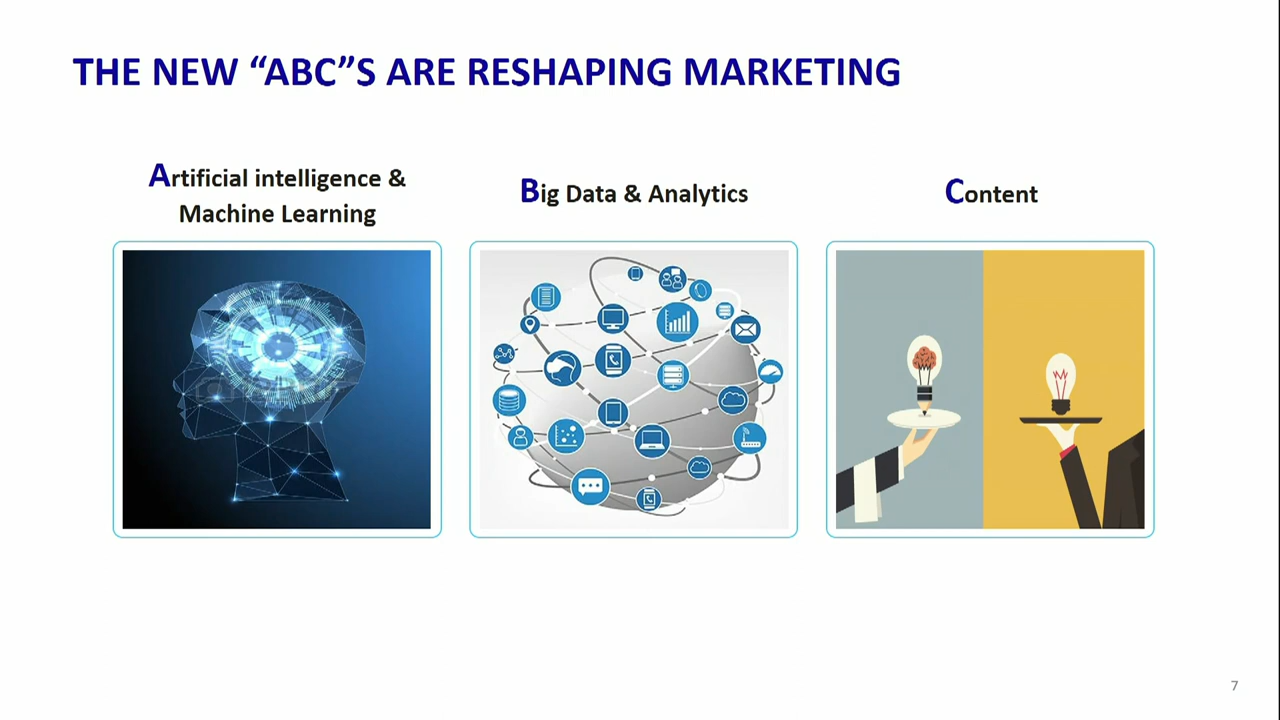 THE NEW “ABC”S ARE RESHAPING MARKETING
Artificial intelligence &
Machine Learning
Big Data & Analytics
Content
7